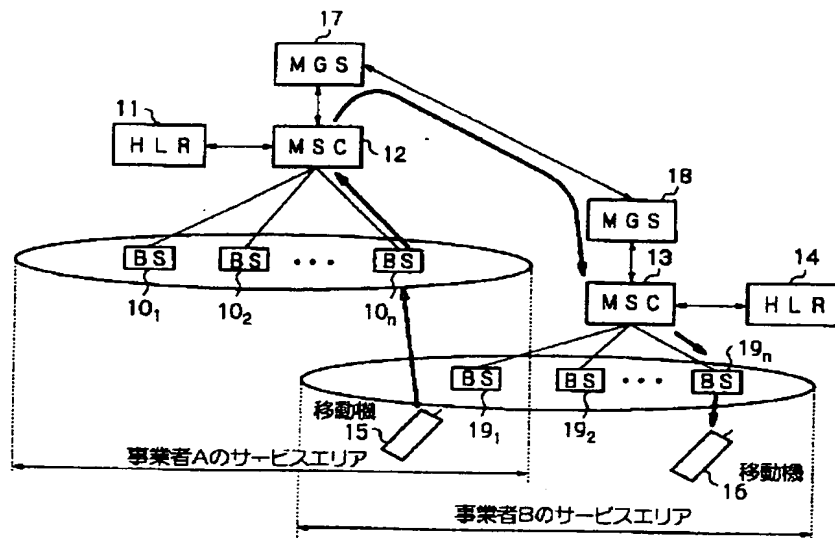 17
MGS
11
HLR
MSC
12
18
MGS
13
14
MSC
HLR
BS
BS
• • •
BS
10₁
10₂
10ₙ
19ₙ
BS
BS
• • •
BS
移動機
15
19₁
19₂
移動機
16
事業者Aのサービスエリア
事業者Bのサービスエリア